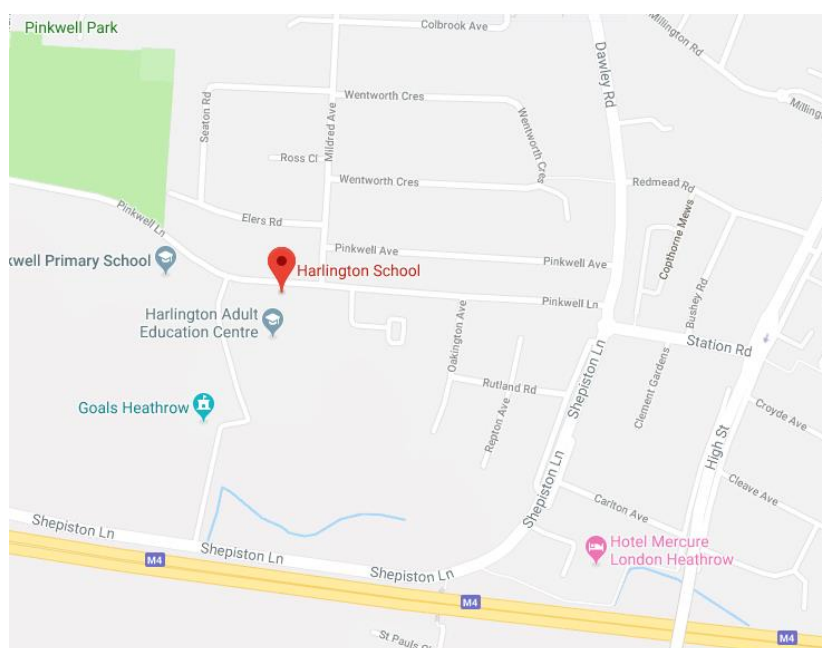 Pinkwell Park
Colbrook Ave
Millington Rd
Dawley Rd
Millin
Seaton Rd
Wentworth Cres
Mildred Ave
Wentworth Cres
Ross Cl
Wentworth Cres
Redmead Rd
Pinkwell Ln
Elers Rd
Copthorne Mews
kwell Primary School
Pinkwell Ave
Pinkwell Ave
Harlington School
Bushey Rd
Pinkwell Ln
Harlington Adult
Education Centre
Oakington Ave
Station Rd
Shepiston Ln
Clement Gardens
Rutland Rd
Goals Heathrow
Repton Ave
Croyde Ave
High St
Shepiston Ln
Cleave Ave
Carlton Ave
Shepiston Ln
Shepiston Ln
Hotel Mercure
London Heathrow
M4
Shepiston Ln
M4
St Pauls
M4